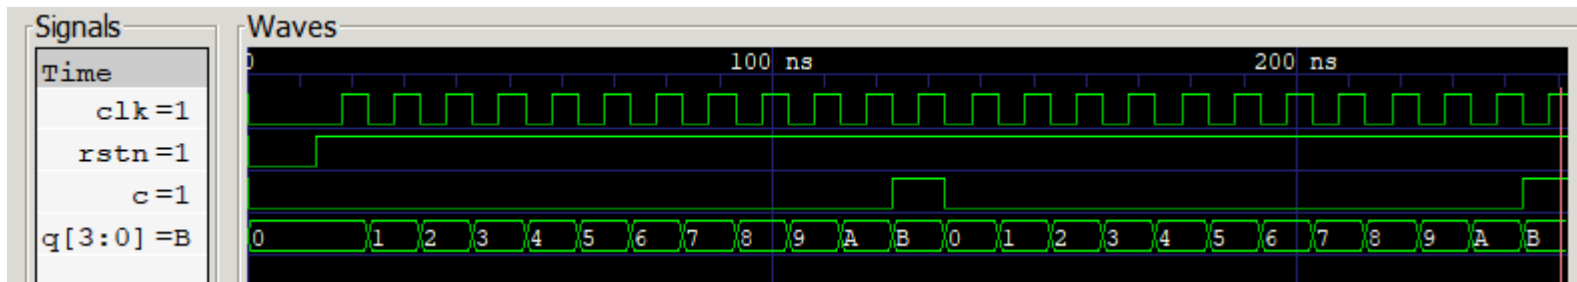 Signals Waves
Time 0 100 ns 200 ns
clk=1
rstn=1
c=1
q[3:0]=B 0 1 2 3 4 5 6 7 8 9 A B 0 1 2 3 4 5 6 7 8 9 A B